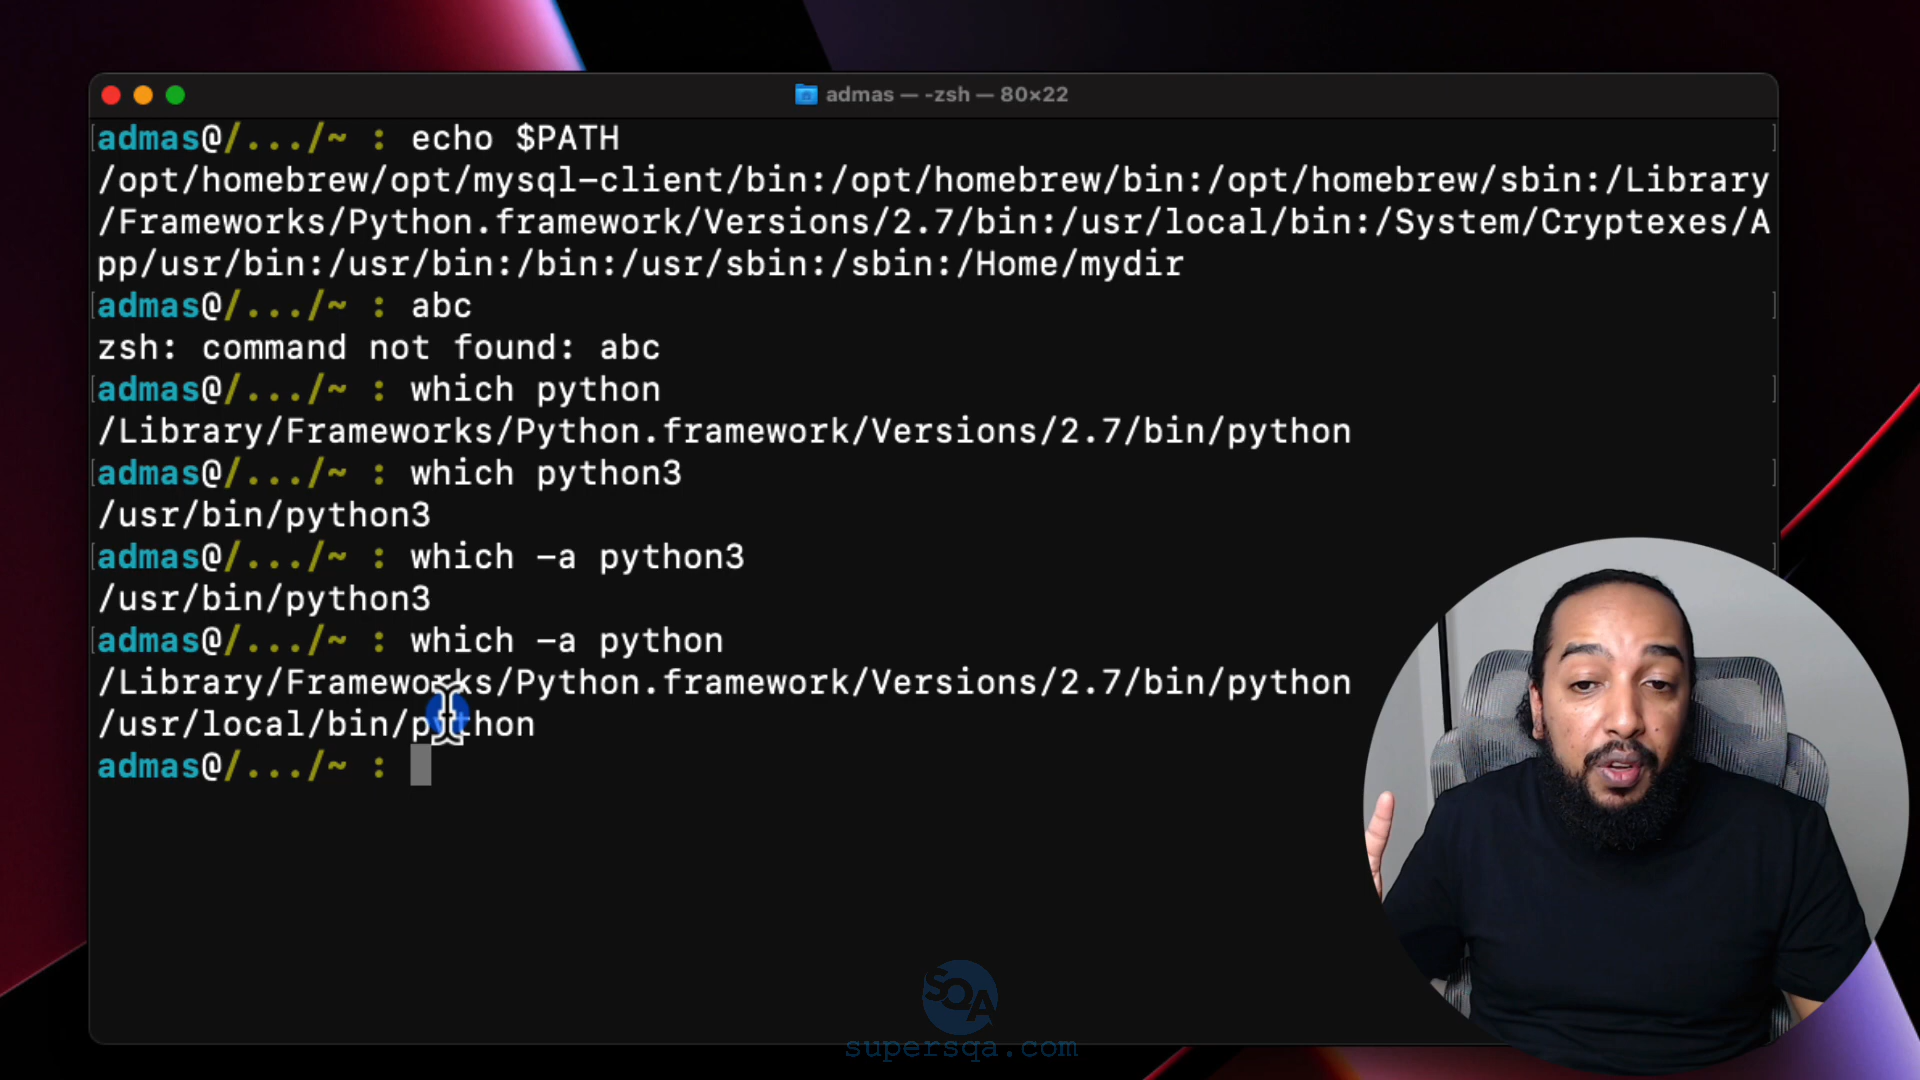 admas — -zsh — 80×22
admas@/.../~ : echo $PATH
/opt/homebrew/opt/mysql-client/bin:/opt/homebrew/bin:/opt/homebrew/sbin:/Library
/Frameworks/Python.framework/Versions/2.7/bin:/usr/local/bin:/System/Cryptexes/A
pp/usr/bin:/usr/bin:/bin:/usr/sbin:/sbin:/Home/mydir
admas@/.../~ : abc
zsh: command not found: abc
admas@/.../~ : which python
/Library/Frameworks/Python.framework/Versions/2.7/bin/python
admas@/.../~ : which python3
/usr/bin/python3
admas@/.../~ : which -a python3
/usr/bin/python3
admas@/.../~ : which -a python
/Library/Frameworks/Python.framework/Versions/2.7/bin/python
/usr/local/bin/python
admas@/.../~ :
SQA
supersqa.com